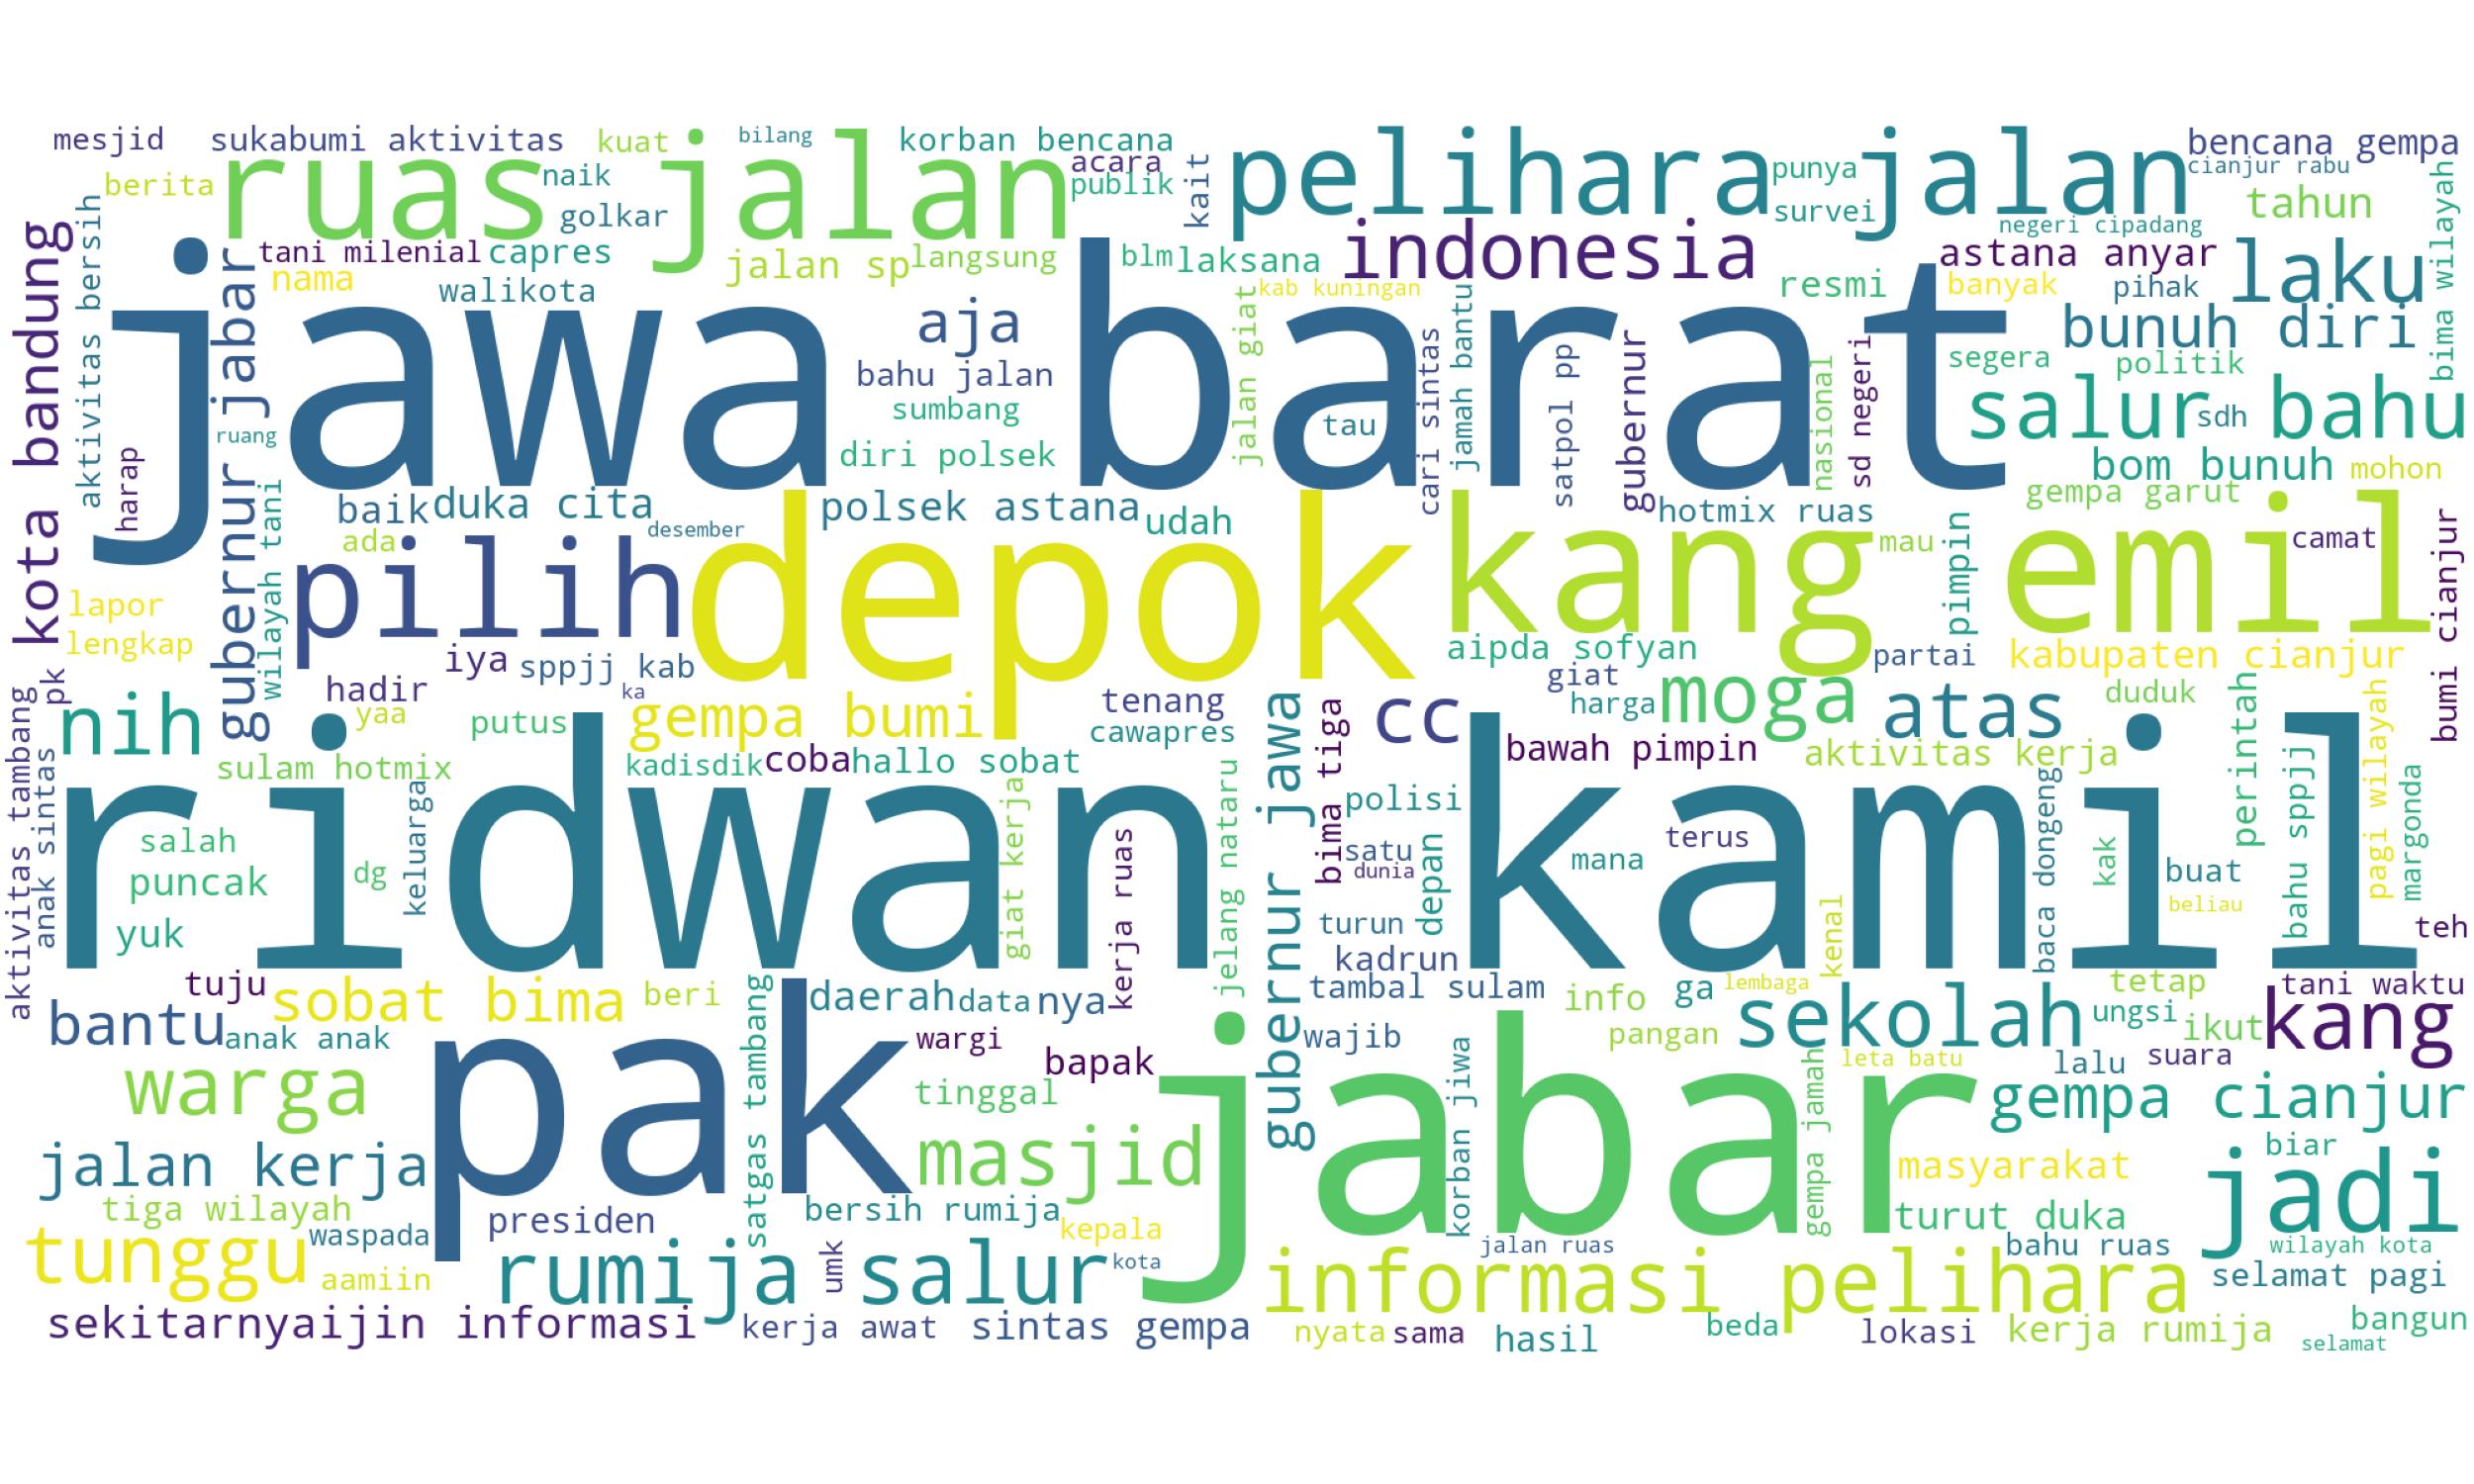 mesjid
sukabumi aktivitas
kuat
bilang
korban bencana
bencana gempa
ruas jalan
pelihara jalan
acara
publik
kait
punya
survei
cianjur rabu
berita
naik
golkar
tahun
negeri cipadang
bima wilayah
kota bandung
aktivitas bersih
gubernur jabar
tani milenial
capres
jalan sp
langsung
blm
laksana
indonesia
astana anyar
laku
nama
walikota
kab kuningan
resmi
banyak
pihak
jawa barat
aja
bunuh diri
bahu jalan
sumbang
jalan giat
tau
cari sintas
jamah bantu
satpol pp
gubernur
nasional
sd negeri
segera
politik
salur
sdh
bahu
ruang
harap
diri polsek
bom bunuh
mohon
wilayah tani
baik
duka cita
desember
polsek astana
udah
hotmix ruas
gempa garut
ada
pilih
depok
kang emil
mau
pimpin
camat
bumi cianjur
lapor
lengkap
pk
iya
sppjj kab
aipda sofyan
partai
kabupaten cianjur
nih
hadir
yaa
putus
ka
gempa bumi
tenang
cawapres
cc
giat
harga
moga
atas
duduk
perintah
aktivitas tambang
anak sintas
sulam hotmix
kadisdik
coba
hallo sobat
gubernur jawa
bima tiga
bawah pimpin
aktivitas kerja
bahu sppjj
pagi wilayah
margonda
ridwan kamil
salah
puncak
dg
keluarga
yuk
giat kerja
kerja ruas
jelang nataru
polisi
satu
dunia
depan
mana
terus
turun
kadrun
kenal
baca dongeng
kak
buat
beliau
teh
tuju
sobat bima
beri
daerah
data
nya
tambal sulam
info
ga
lembaga
tetap
tani waktu
bantu
anak anak
satgas tambang
wargi
wajib
pangan
sekolah
ungsi
ikut
kang
pak
bapak
jabar
leta batu
lalu
suara
warga
tinggal
korban jiwa
gempa jamah
gempa cianjur
jalan kerja
masjid
masyarakat
biar
jadi
tiga wilayah
presiden
bersih rumija
kepala
turut duka
tunggu
waspada
aamiin
rumija
umk
salur
kota
jalan ruas
bahu ruas
wilayah kota
informasi pelihara
selamat pagi
sekitarnyaijin informasi
kerja awat
sintas gempa
nyata
sama
hasil
beda
lokasi
kerja rumija
bangun
selamat